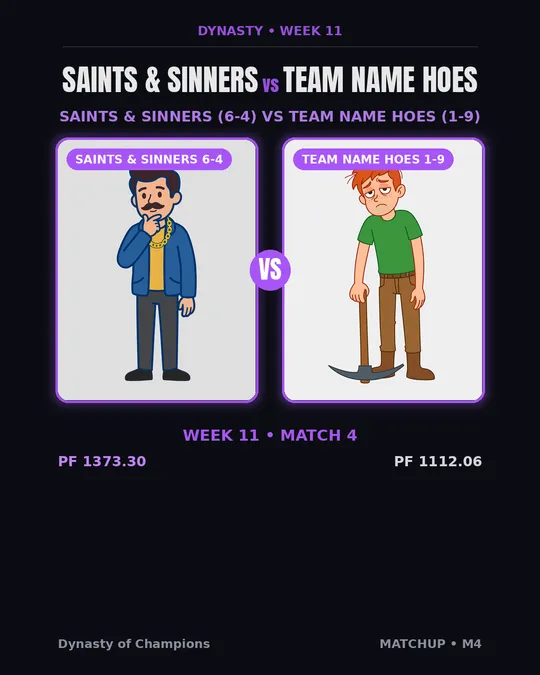 DYNASTY • WEEK 11
SAINTS & SINNERS VS TEAM NAME HOES
SAINTS & SINNERS (6-4) VS TEAM NAME HOES (1-9)
SAINTS & SINNERS 6-4
TEAM NAME HOES 1-9
VS
WEEK 11 • MATCH 4
PF 1373.30
PF 1112.06
Dynasty of Champions
MATCHUP • M4